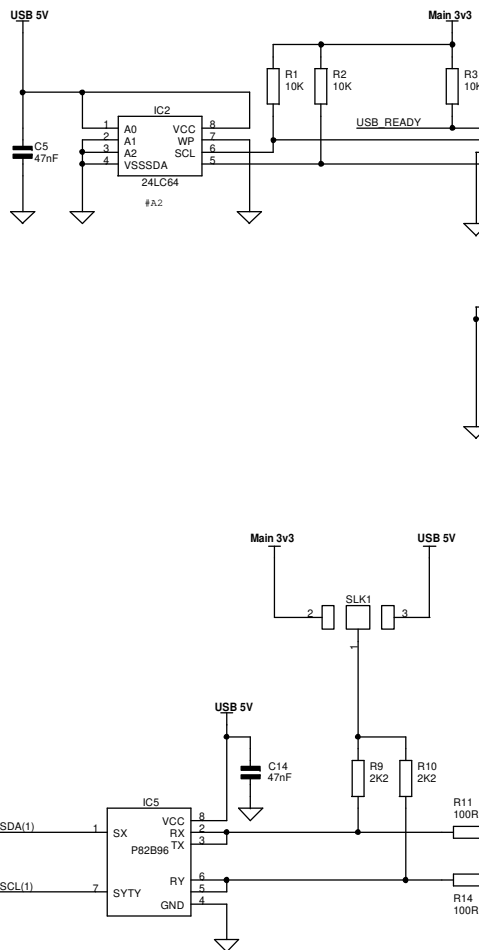 USB 5V
Main 3v3
R1
10K
R2
10K
R3
10K
IC2
USB_READY
1
A0
VCC
8
2
A1
WP
7
3
A2
SCL
6
4
VSSSDA
5
24LC64
#A2
C5
47nF
Main 3v3
USB 5V
SLK1
2
3
1
USB 5V
C14
47nF
R9
2K2
R10
2K2
R11
100R
IC5
SDA(1)
1
SX
VCC
8
RX
2
TX
3
P82B96
SCL(1)
7
SYTY
RY
6
5
GND
4
R14
100R